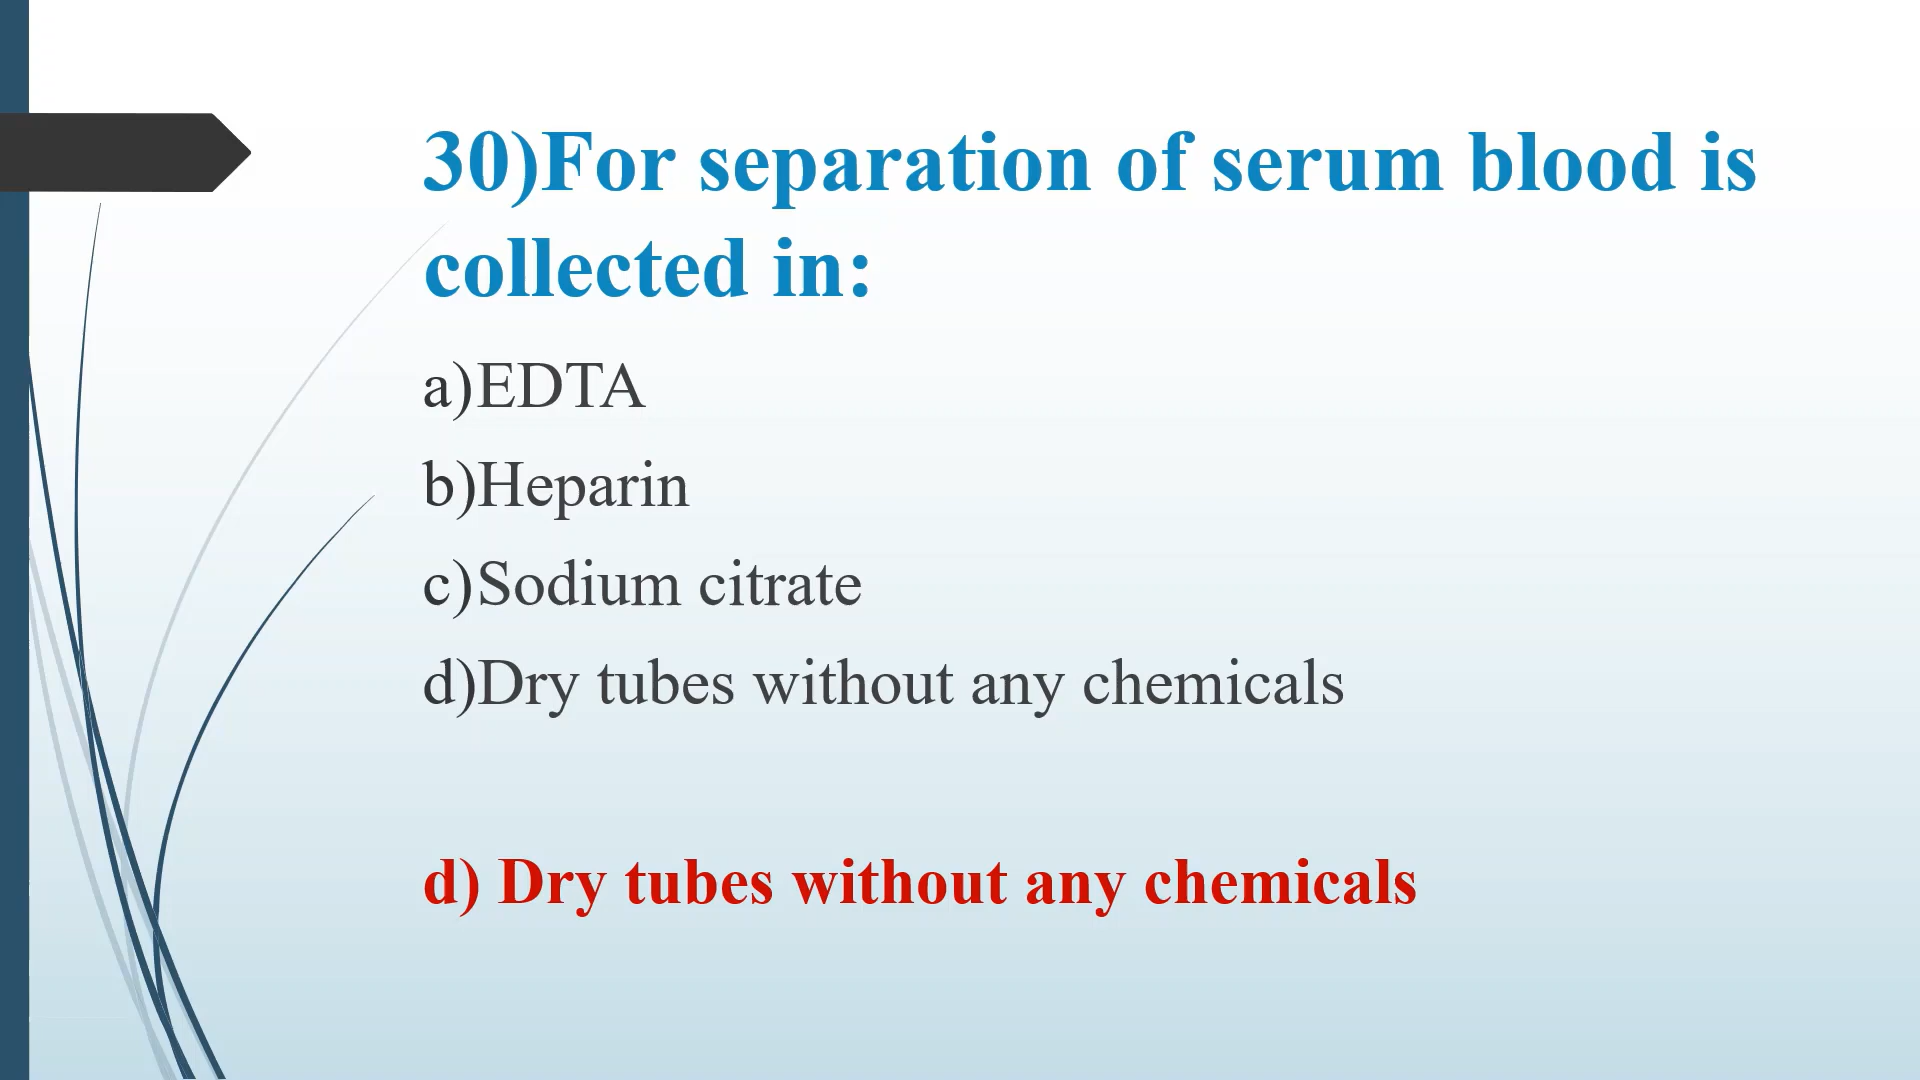 30)For separation of serum blood is
collected in:
a)EDTA
b)Heparin
c)Sodium citrate
d)Dry tubes without any chemicals
d) Dry tubes without any chemicals